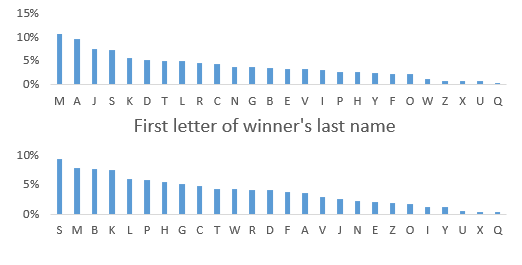 15%
10%
5%
0%
M A J S K D T L R C N G B E V I P H Y F O W Z X U Q
First letter of winner's last name
10%
5%
0%
S M B K L P H G C T W R D F A V J N E Z O I Y U X Q